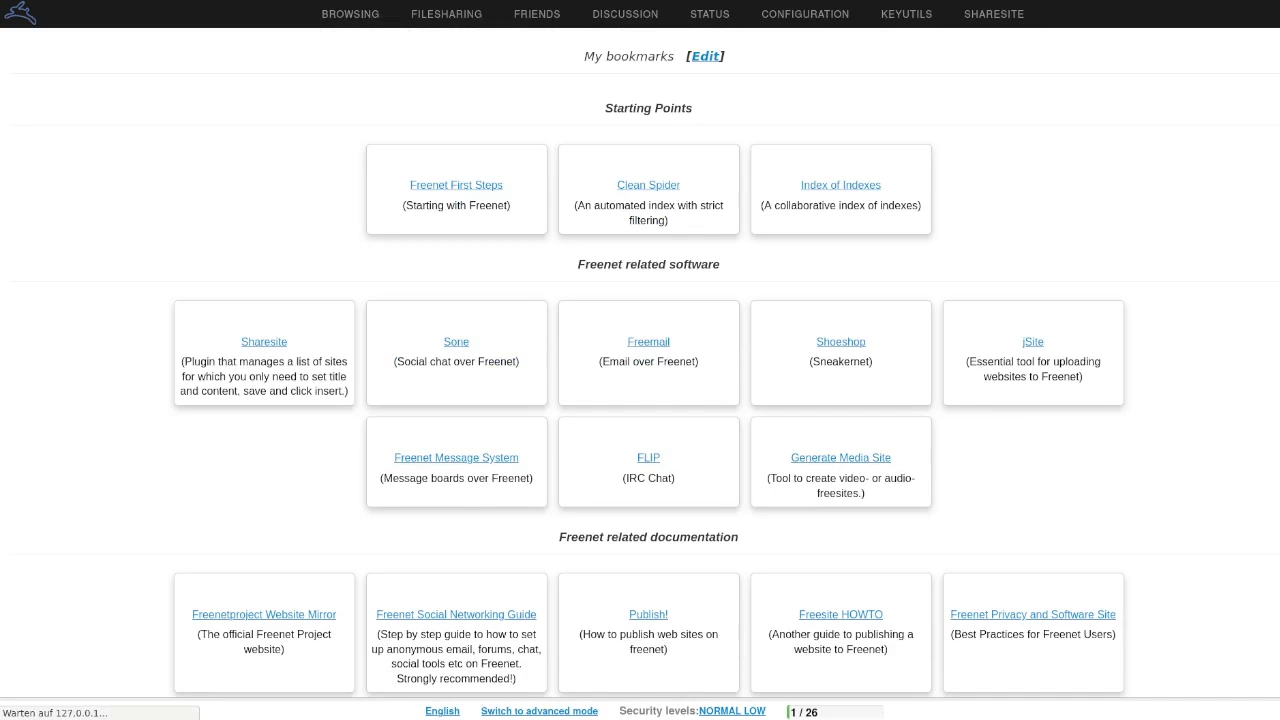 BROWSING FILESHARING FRIENDS DISCUSSION STATUS CONFIGURATION KEYUTILS SHARESITE
My bookmarks [Edit]
Starting Points
Freenet First Steps
(Starting with Freenet)
Clean Spider
(An automated index with strict
filtering)
Index of Indexes
(A collaborative index of indexes)
Freenet related software
Sharesite
(Plugin that manages a list of sites
for which you only need to set title
and content, save and click insert.)
Sone
(Social chat over Freenet)
Freemail
(Email over Freenet)
Shoeshop
(Sneakernet)
jSite
(Essential tool for uploading
websites to Freenet)
Freenet Message System
(Message boards over Freenet)
FLIP
(IRC Chat)
Generate Media Site
(Tool to create video- or audio-
freesites.)
Freenet related documentation
Freenetproject Website Mirror
(The official Freenet Project
website)
Freenet Social Networking Guide
(Step by step guide to how to set
up anonymous email, forums, chat,
social tools etc on Freenet.
Strongly recommended!)
Publish!
(How to publish web sites on
freenet)
Freesite HOWTO
(Another guide to publishing a
website to Freenet)
Freenet Privacy and Software Site
(Best Practices for Freenet Users)
Warten auf 127.0.0.1...
English Switch to advanced mode Security levels:NORMAL LOW 1 / 26